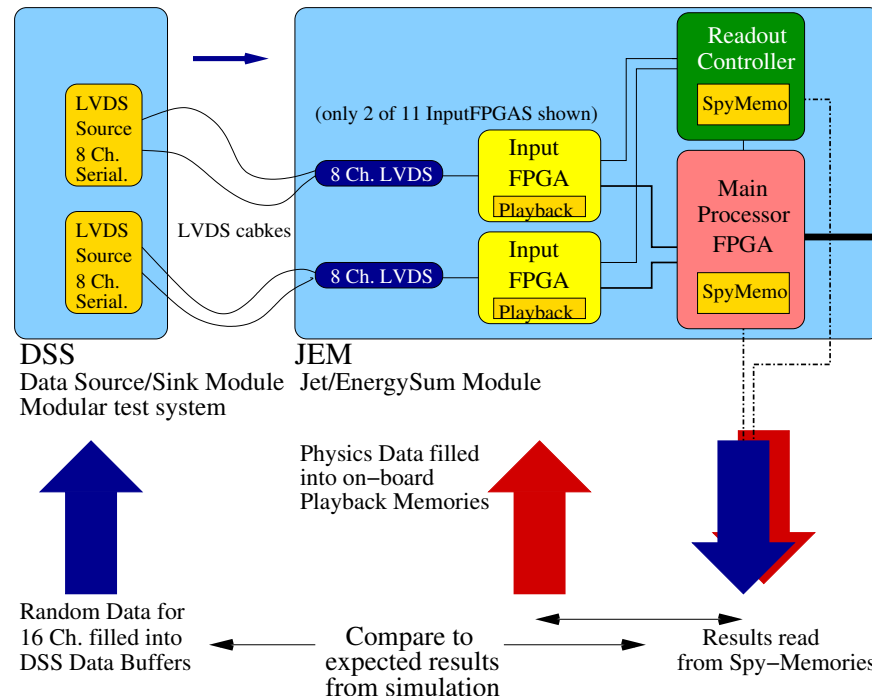 LVDS
Source
8 Ch.
Serial.
LVDS
Source
8 Ch.
Serial.
LVDS cabkes
(only 2 of 11 InputFPGAS shown)
8 Ch. LVDS
8 Ch. LVDS
Input
FPGA
Playback
Input
FPGA
Playback
Readout
Controller
SpyMemo
Main
Processor
FPGA
SpyMemo
DSS
Data Source/Sink Module
Modular test system
JEM
Jet/EnergySum Module
Physics Data filled
into on−board
Playback Memories
Random Data for
16 Ch. filled into
DSS Data Buffers
Compare to
expected results
from simulation
Results read
from Spy−Memories